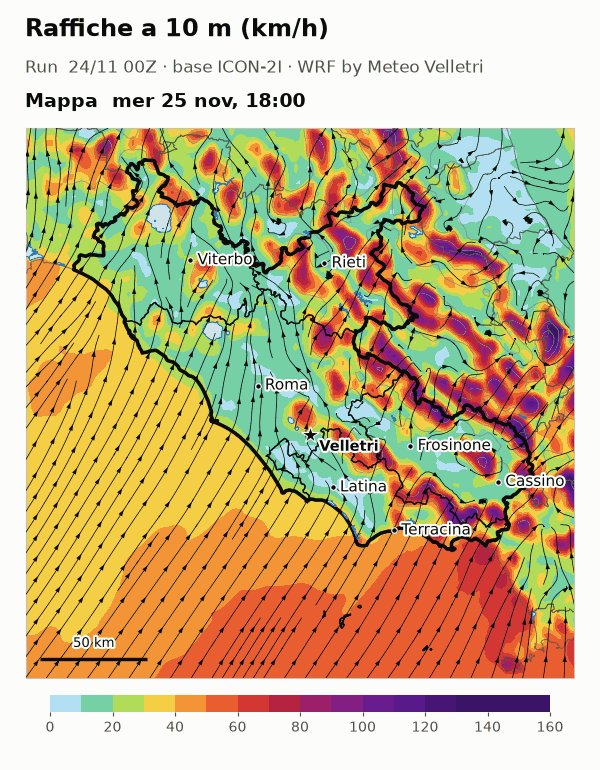 Raffiche a 10 m (km/h)
Run  24/11 00Z · base ICON-2I · WRF by Meteo Velletri
Mappa  mer 25 nov, 18:00
Viterbo
Rieti
Roma
Velletri
Frosinone
Cassino
Latina
Terracina
50 km
0 20 40 60 80 100 120 140 160